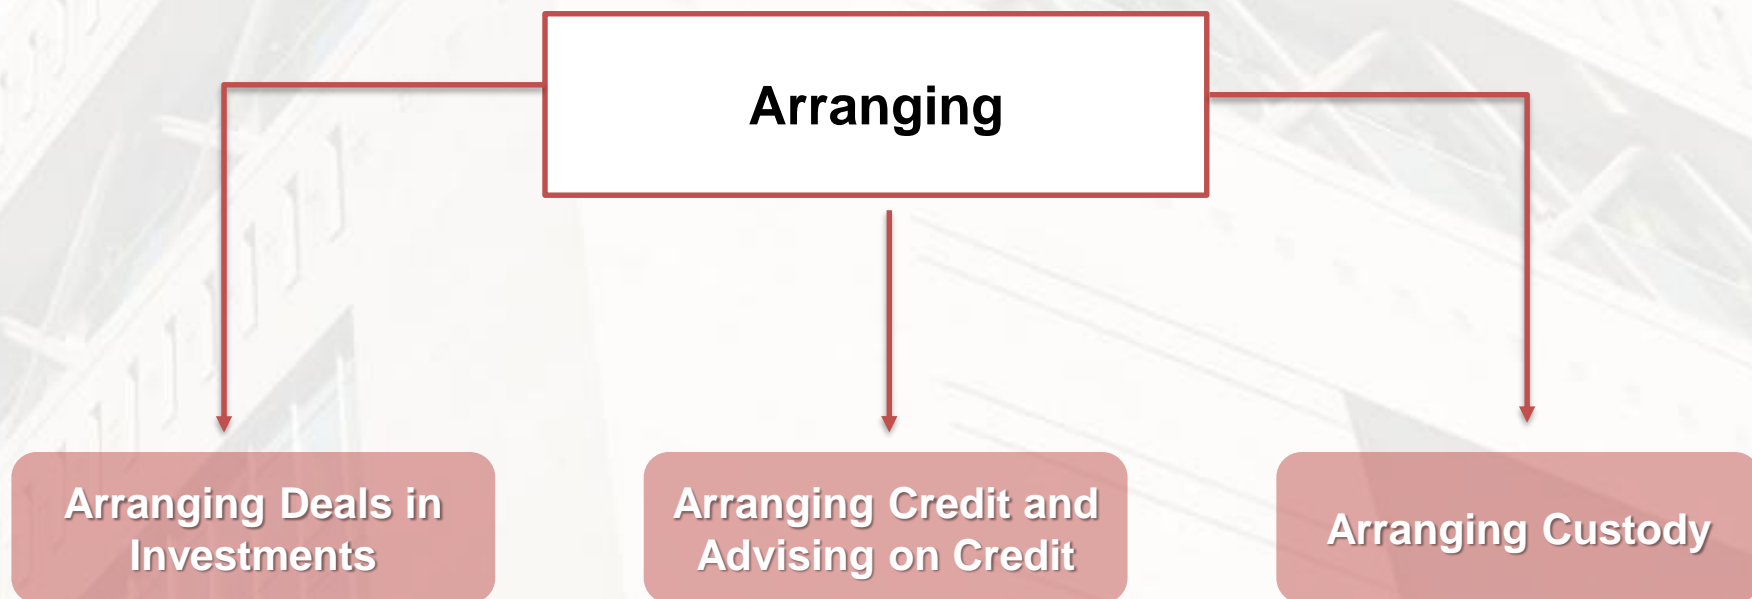 Arranging
Arranging Deals in
Investments
Arranging Credit and
Advising on Credit
Arranging Custody